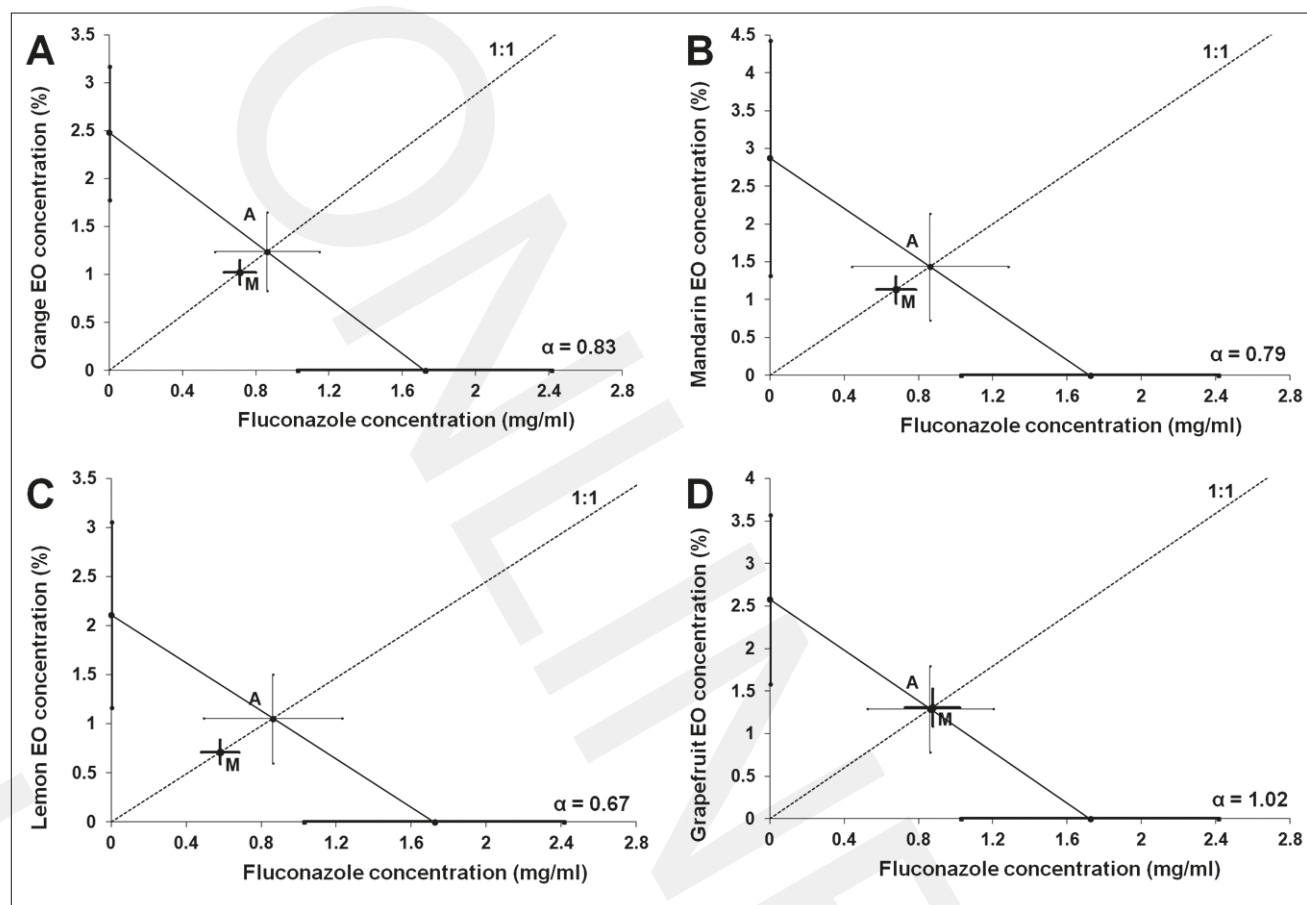 A
3.5
3
2.5
2
1.5
1
0.5
0
Orange EO concentration (%)
1:1
A
M
α = 0.83
0 0.4 0.8 1.2 1.6 2 2.4 2.8
Fluconazole concentration (mg/ml)
B
4.5
4
3.5
3
2.5
2
1.5
1
0.5
0
Mandarin EO concentration (%)
1:1
A
M
α = 0.79
0 0.4 0.8 1.2 1.6 2 2.4 2.8
Fluconazole concentration (mg/ml)
C
3.5
3
2.5
2
1.5
1
0.5
0
Lemon EO concentration (%)
1:1
A
M
α = 0.67
0 0.4 0.8 1.2 1.6 2 2.4 2.8
Fluconazole concentration (mg/ml)
D
4
3.5
3
2.5
2
1.5
1
0.5
0
Grapefruit EO concentration (%)
1:1
A
M
α = 1.02
0 0.4 0.8 1.2 1.6 2 2.4 2.8
Fluconazole concentration (mg/ml)
ONLINE